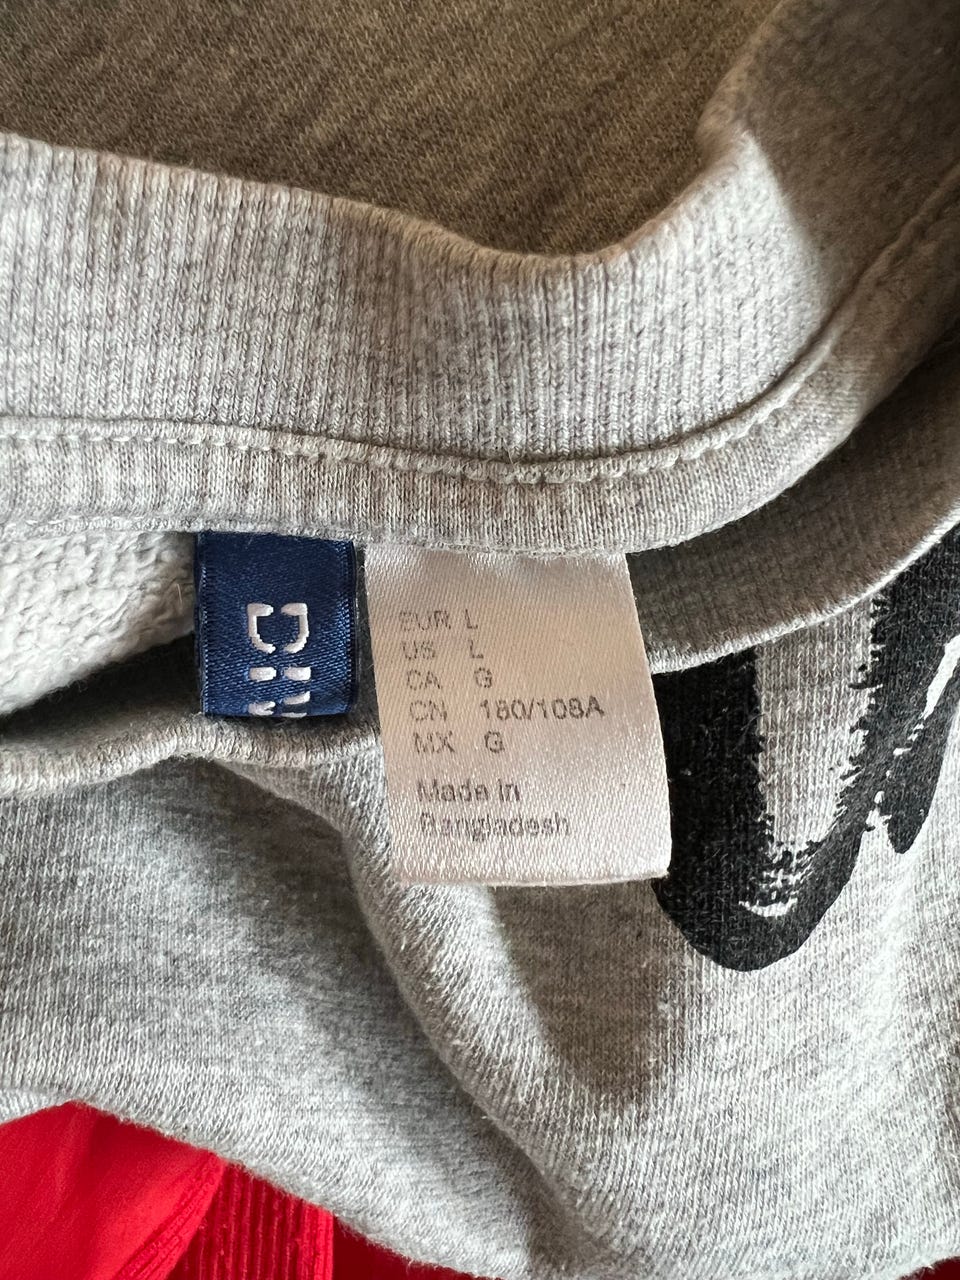 EUR L
US L
CA G
CN 180/108A
MX G
Made in
Bangladesh